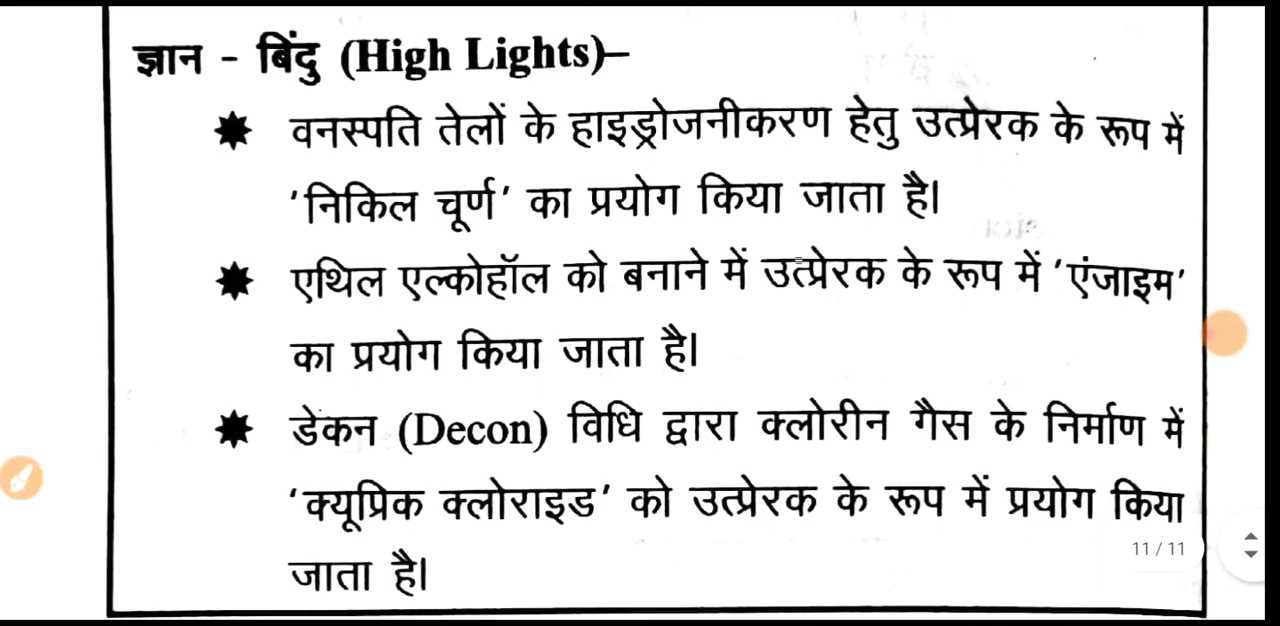 ज्ञान - बिंदु (High Lights)–
✷ वनस्पति तेलों के हाइड्रोजनीकरण हेतु उत्प्रेरक के रूप में
'निकिल चूर्ण' का प्रयोग किया जाता है।
✷ एथिल एल्कोहॉल को बनाने में उत्प्रेरक के रूप में 'एंजाइम'
का प्रयोग किया जाता है।
✷ डेकन (Decon) विधि द्वारा क्लोरीन गैस के निर्माण में
'क्यूप्रिक क्लोराइड' को उत्प्रेरक के रूप में प्रयोग किया
जाता है।
11 / 11